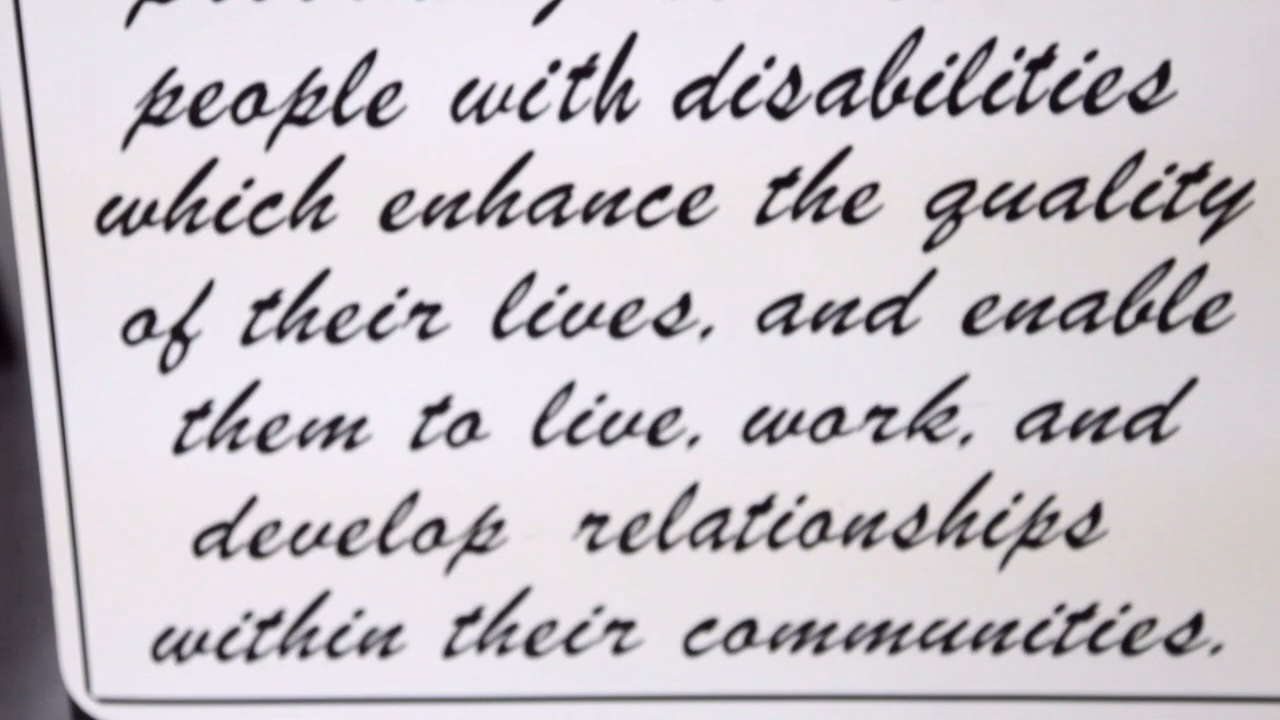 people with disabilities
which enhance the quality
of their lives, and enable
them to live, work, and
develop relationships
within their communities.